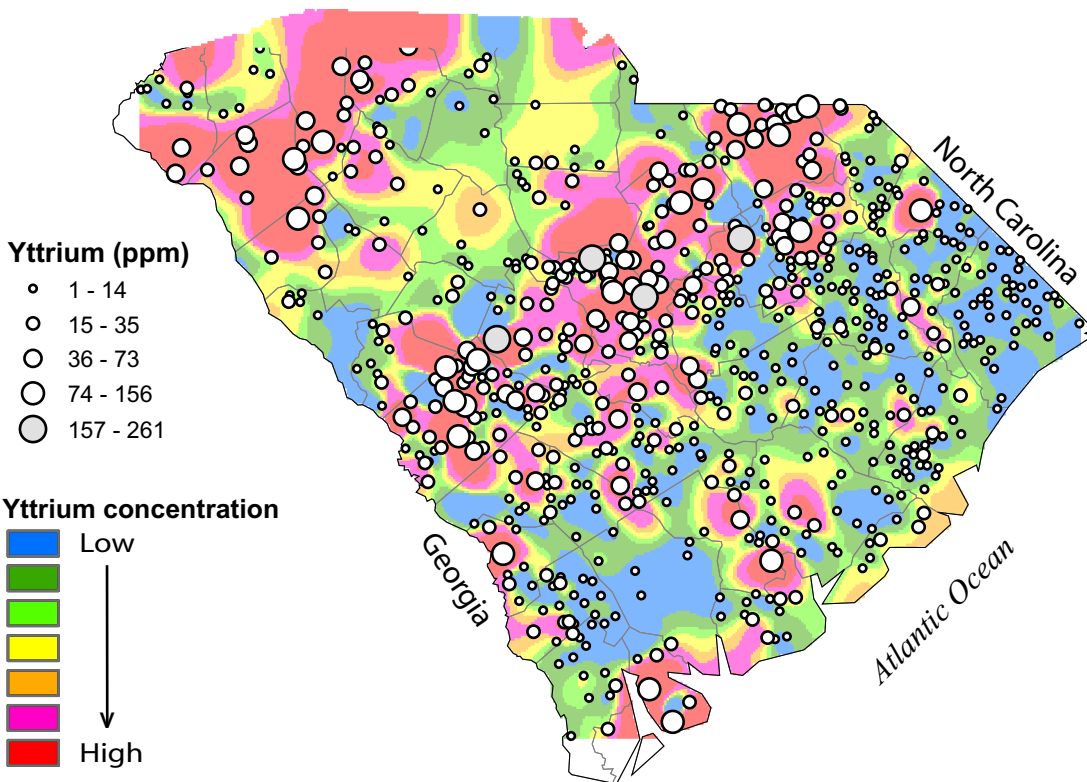 North Carolina
Yttrium (ppm)
1 - 14
15 - 35
36 - 73
74 - 156
157 - 261
Yttrium concentration
Low
High
Georgia
Atlantic Ocean